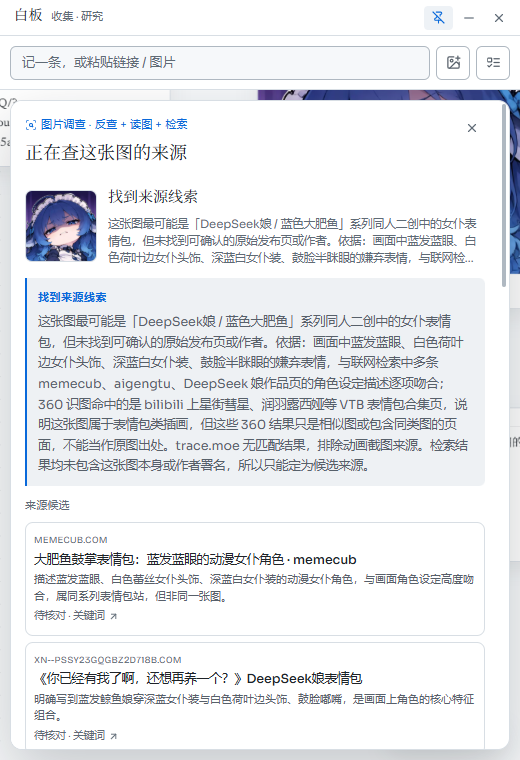 白板 收集 · 研究
记一条，或粘贴链接 / 图片
图片调查 · 反查 + 读图 + 检索
正在查这张图的来源
找到来源线索
这张图最可能是「DeepSeek娘 / 蓝色大肥鱼」系列同人二创中的女仆表
情包，但未找到可确认的原始发布页或作者。依据：画面中蓝发蓝眼、白
色荷叶边女仆头饰、深蓝白女仆装、鼓脸半眯眼的嫌弃表情，与联网检...
找到来源线索
这张图最可能是「DeepSeek娘 / 蓝色大肥鱼」系列同人二创中的女仆表情
包，但未找到可确认的原始发布页或作者。依据：画面中蓝发蓝眼、白色荷叶
边女仆头饰、深蓝白女仆装、鼓脸半眯眼的嫌弃表情，与联网检索中多条
memecub、aigengtu、DeepSeek 娘作品页的角色设定描述逐项吻合；
360 识图命中的是 bilibili 上星街彗星、润羽露西娅等 VTB 表情包合集页，说
明这张图属于表情包类插画，但这些 360 结果只是相似图或包含同类图的页
面，不能当作原图出处。trace.moe 无匹配结果，排除动画截图来源。检索结
果均未包含这张图本身或作者署名，所以只能定为候选来源。
来源候选
MEMECUB.COM
大肥鱼鼓掌表情包：蓝发蓝眼的动漫女仆角色 · memecub
描述蓝发蓝眼、白色蕾丝女仆头饰、深蓝白女仆装的动漫女仆角色，与画面角色设定高度吻
合，属同系列表情包站，但非同一张图。
待核对 · 关键词 ↗
XN--PSSY23GQGBZ2D718B.COM
《你已经有我了啊，还想再养一个？》DeepSeek娘表情包
明确写到蓝发鲸鱼娘穿深蓝女仆装与白色荷叶边头饰、鼓脸嘟嘴，是画面上角色的核心特征
组合。
待核对 · 关键词 ↗